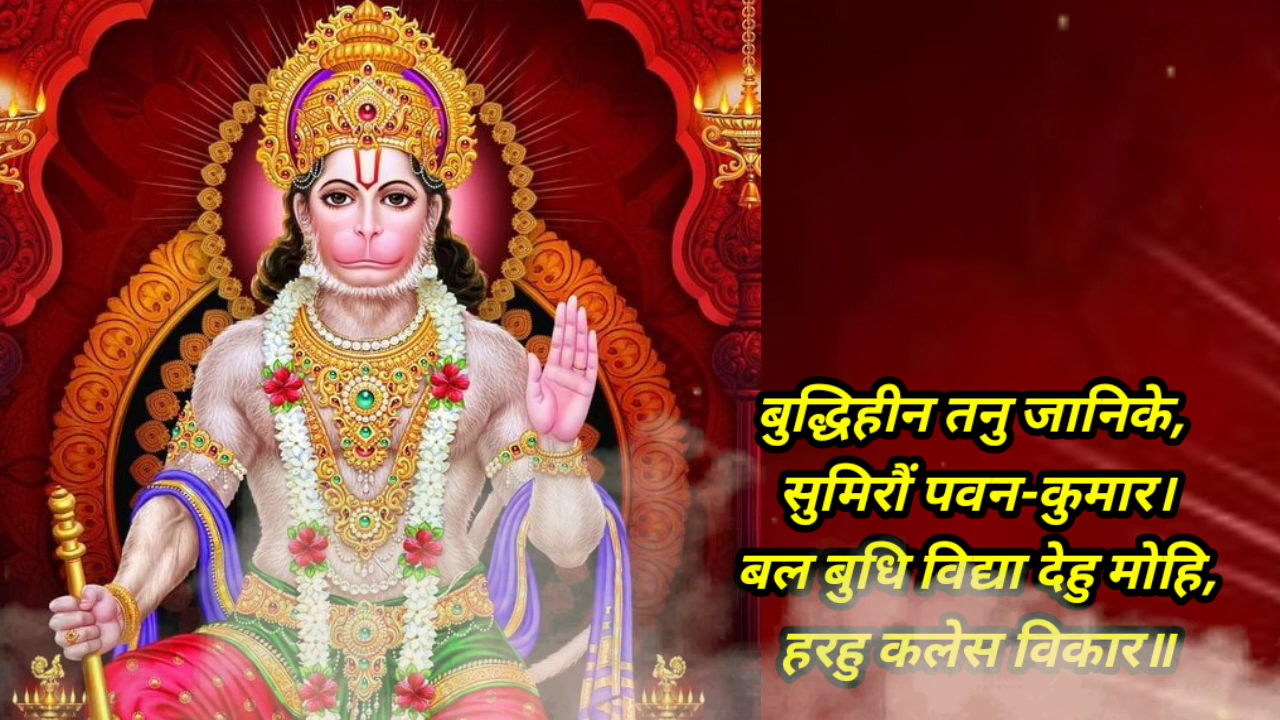 बुद्धिहीन तनु जानिके,
सुमिरौं पवन-कुमार।
बल बुधि विद्या देहु मोहि,
हरहु कलेस विकार॥